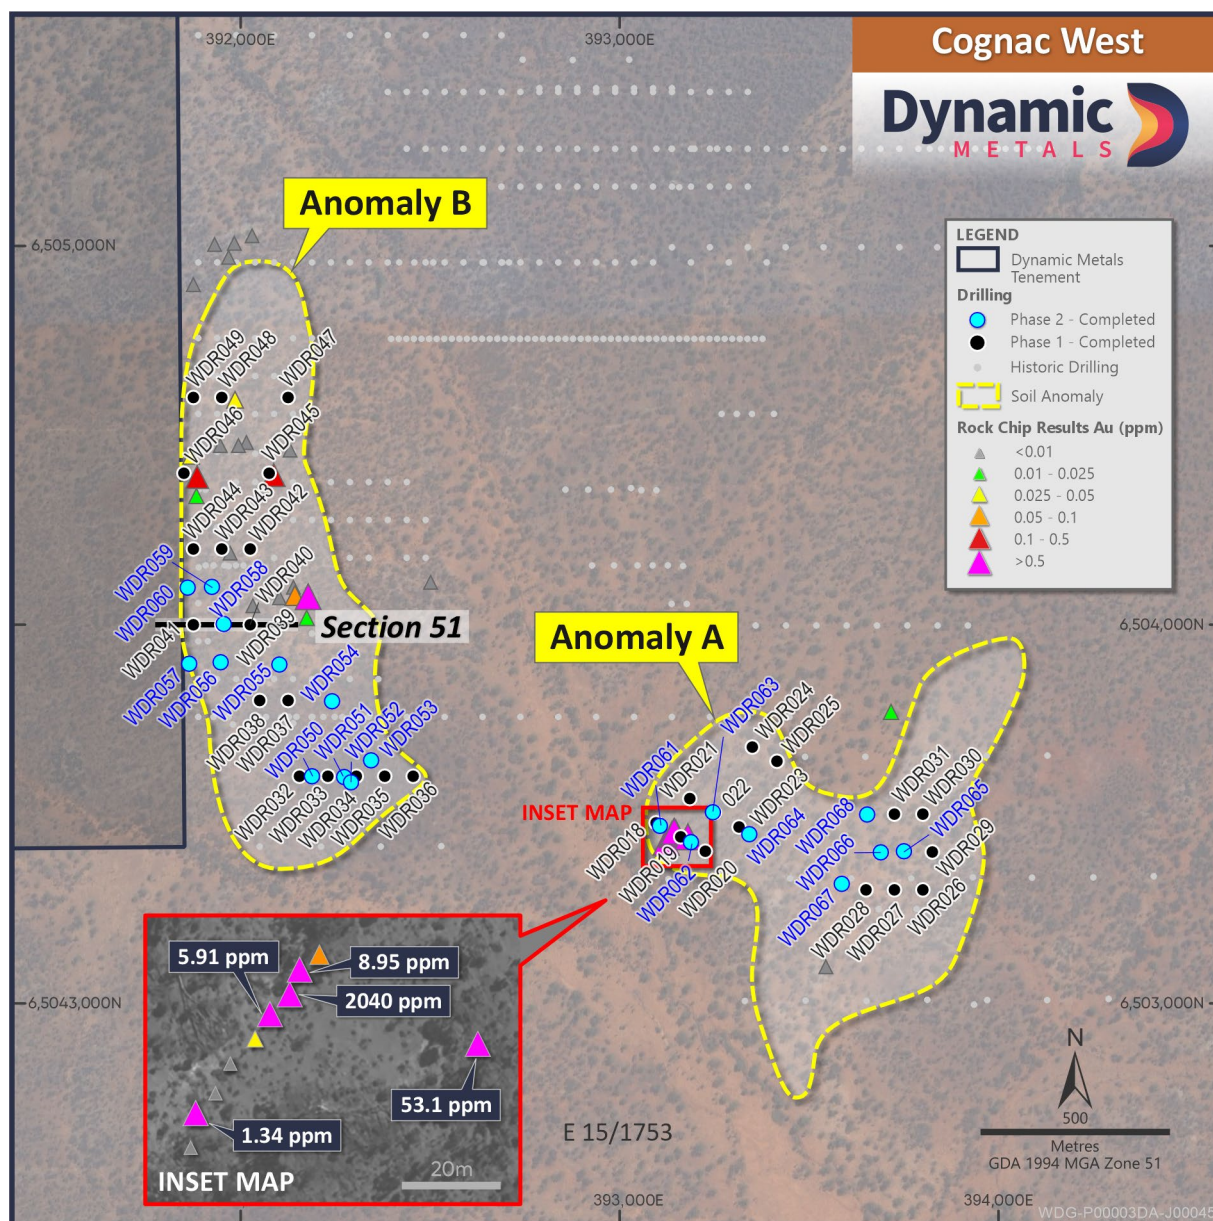 392,000E
393,000E
Cognac West
Dynamic
METALS
Anomaly B
6,505,000N
LEGEND
Dynamic Metals
Tenement
Drilling
Phase 2 - Completed
Phase 1 - Completed
Historic Drilling
Soil Anomaly
Rock Chip Results Au (ppm)
<0.01
0.01 - 0.025
0.025 - 0.05
0.05 - 0.1
0.1 - 0.5
>0.5
WDR049
WDR048
WDR047
WDR046
WDR045
WDR044
WDR043
WDR042
WDR059
WDR060
WDR058
WDR040
WDR041
WDR039
Section 51
WDR057
WDR056
WDR055
WDR054
WDR038
WDR037
WDR050
WDR051
WDR052
WDR053
WDR032
WDR033
WDR034
WDR035
WDR036
Anomaly A
6,504,000N
WDR063
WDR024
WDR025
WDR061
WDR021
022
WDR023
WDR064
INSET MAP
WDR018
WDR019
WDR062
WDR020
WDR031
WDR030
WDR065
WDR068
WDR066
WDR029
WDR067
WDR028
WDR027
WDR026
6,5043,000N
6,503,000N
5.91 ppm
8.95 ppm
2040 ppm
53.1 ppm
1.34 ppm
20m
INSET MAP
E 15/1753
N
500
Metres
GDA 1994 MGA Zone 51
393,000E
394,000E
WDG-P00003DA-J00045